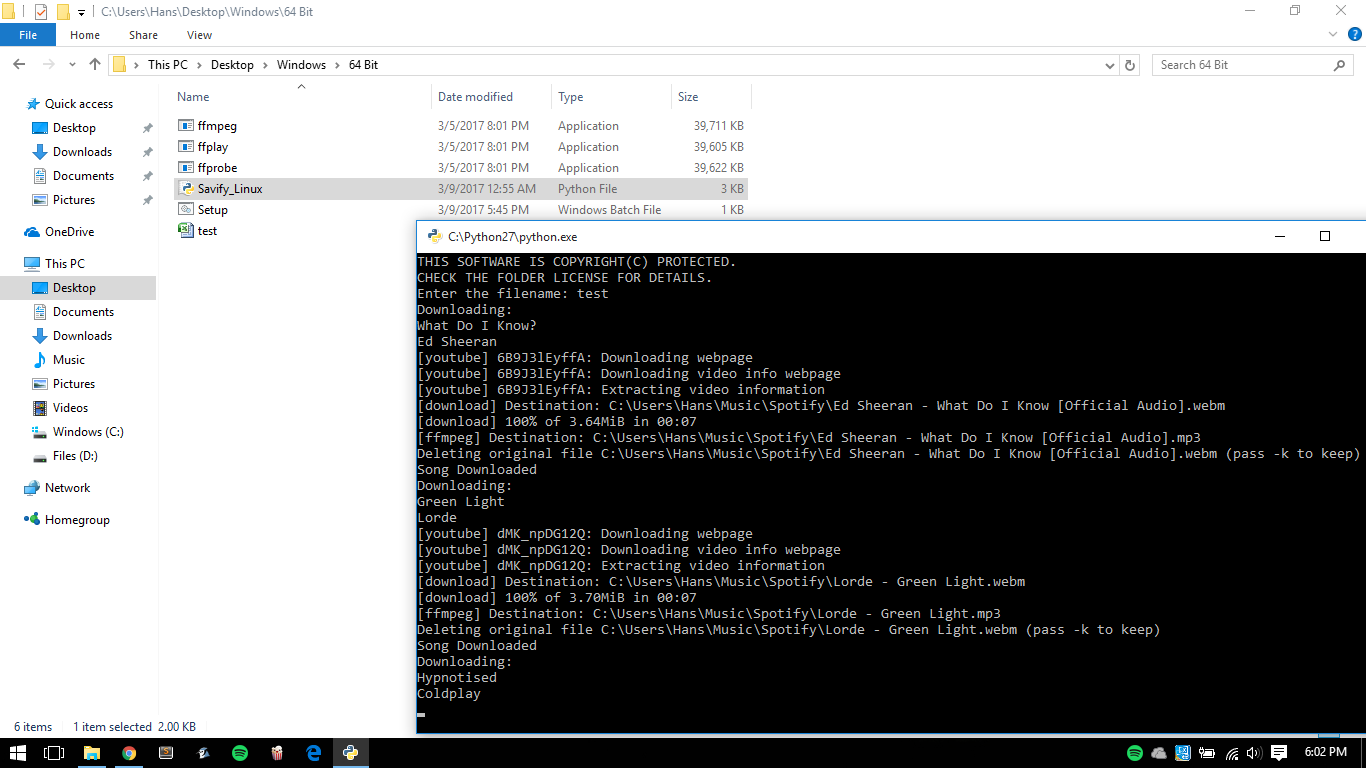 C:\Users\Hans\Desktop\Windows\64 Bit
File Home Share View
This PC Desktop Windows 64 Bit
Search 64 Bit
Name Date modified Type Size
Quick access
Desktop
Downloads
Documents
Pictures
OneDrive
This PC
Desktop
Documents
Downloads
Music
Pictures
Videos
Windows (C:)
Files (D:)
Network
Homegroup
ffmpeg 3/5/2017 8:01 PM Application 39,711 KB
ffplay 3/5/2017 8:01 PM Application 39,605 KB
ffprobe 3/5/2017 8:01 PM Application 39,622 KB
Savify_Linux 3/9/2017 12:55 AM Python File 3 KB
Setup 3/9/2017 5:45 PM Windows Batch File 1 KB
test
C:\Python27\python.exe
THIS SOFTWARE IS COPYRIGHT(C) PROTECTED.
CHECK THE FOLDER LICENSE FOR DETAILS.
Enter the filename: test
Downloading:
What Do I Know?
Ed Sheeran
[youtube] 6B9J3lEyffA: Downloading webpage
[youtube] 6B9J3lEyffA: Downloading video info webpage
[youtube] 6B9J3lEyffA: Extracting video information
[download] Destination: C:\Users\Hans\Music\Spotify\Ed Sheeran - What Do I Know [Official Audio].webm
[download] 100% of 3.64MiB in 00:07
[ffmpeg] Destination: C:\Users\Hans\Music\Spotify\Ed Sheeran - What Do I Know [Official Audio].mp3
Deleting original file C:\Users\Hans\Music\Spotify\Ed Sheeran - What Do I Know [Official Audio].webm (pass -k to keep)
Song Downloaded
Downloading:
Green Light
Lorde
[youtube] dMK_npDG12Q: Downloading webpage
[youtube] dMK_npDG12Q: Downloading video info webpage
[youtube] dMK_npDG12Q: Extracting video information
[download] Destination: C:\Users\Hans\Music\Spotify\Lorde - Green Light.webm
[download] 100% of 3.70MiB in 00:07
[ffmpeg] Destination: C:\Users\Hans\Music\Spotify\Lorde - Green Light.mp3
Deleting original file C:\Users\Hans\Music\Spotify\Lorde - Green Light.webm (pass -k to keep)
Song Downloaded
Downloading:
Hypnotised
Coldplay
6 items 1 item selected 2.00 KB
6:02 PM